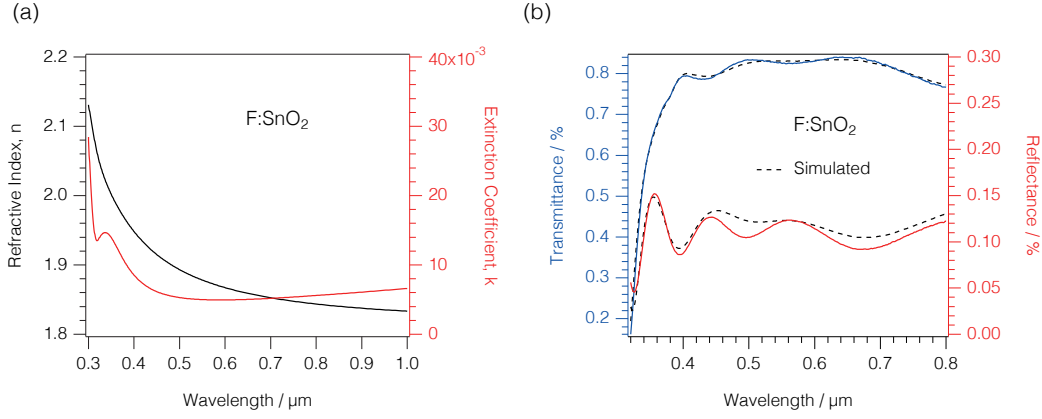 (a)
2.2
2.1
2.0
1.9
1.8
Refractive Index, n
40x10-3
30
20
10
0
Extinction Coefficient, k
F:SnO2
0.3 0.4 0.5 0.6 0.7 0.8 0.9 1.0
Wavelength / µm
(b)
0.8
0.7
0.6
0.5
0.4
0.3
0.2
Transmittance / %
0.30
0.25
0.20
0.15
0.10
0.05
0.00
Reflectance / %
F:SnO2
Simulated
0.4 0.5 0.6 0.7 0.8
Wavelength / µm